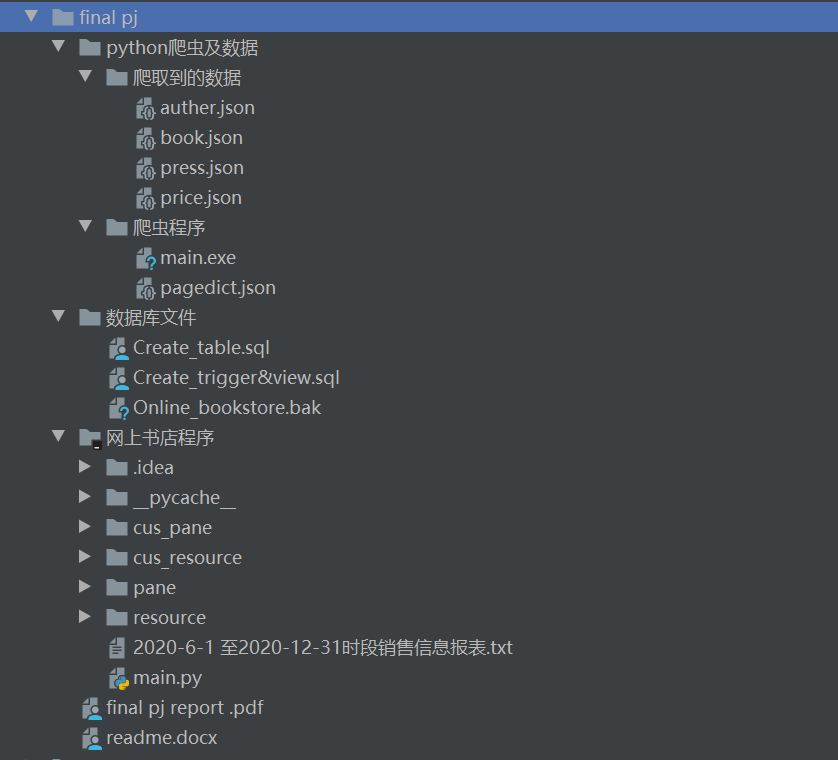 final pj
python爬虫及数据
爬取到的数据
auther.json
book.json
press.json
price.json
爬虫程序
main.exe
pagedict.json
数据库文件
Create_table.sql
Create_trigger&view.sql
Online_bookstore.bak
网上书店程序
.idea
__pycache__
cus_pane
cus_resource
pane
resource
2020-6-1 至2020-12-31时段销售信息报表.txt
main.py
final pj report .pdf
readme.docx